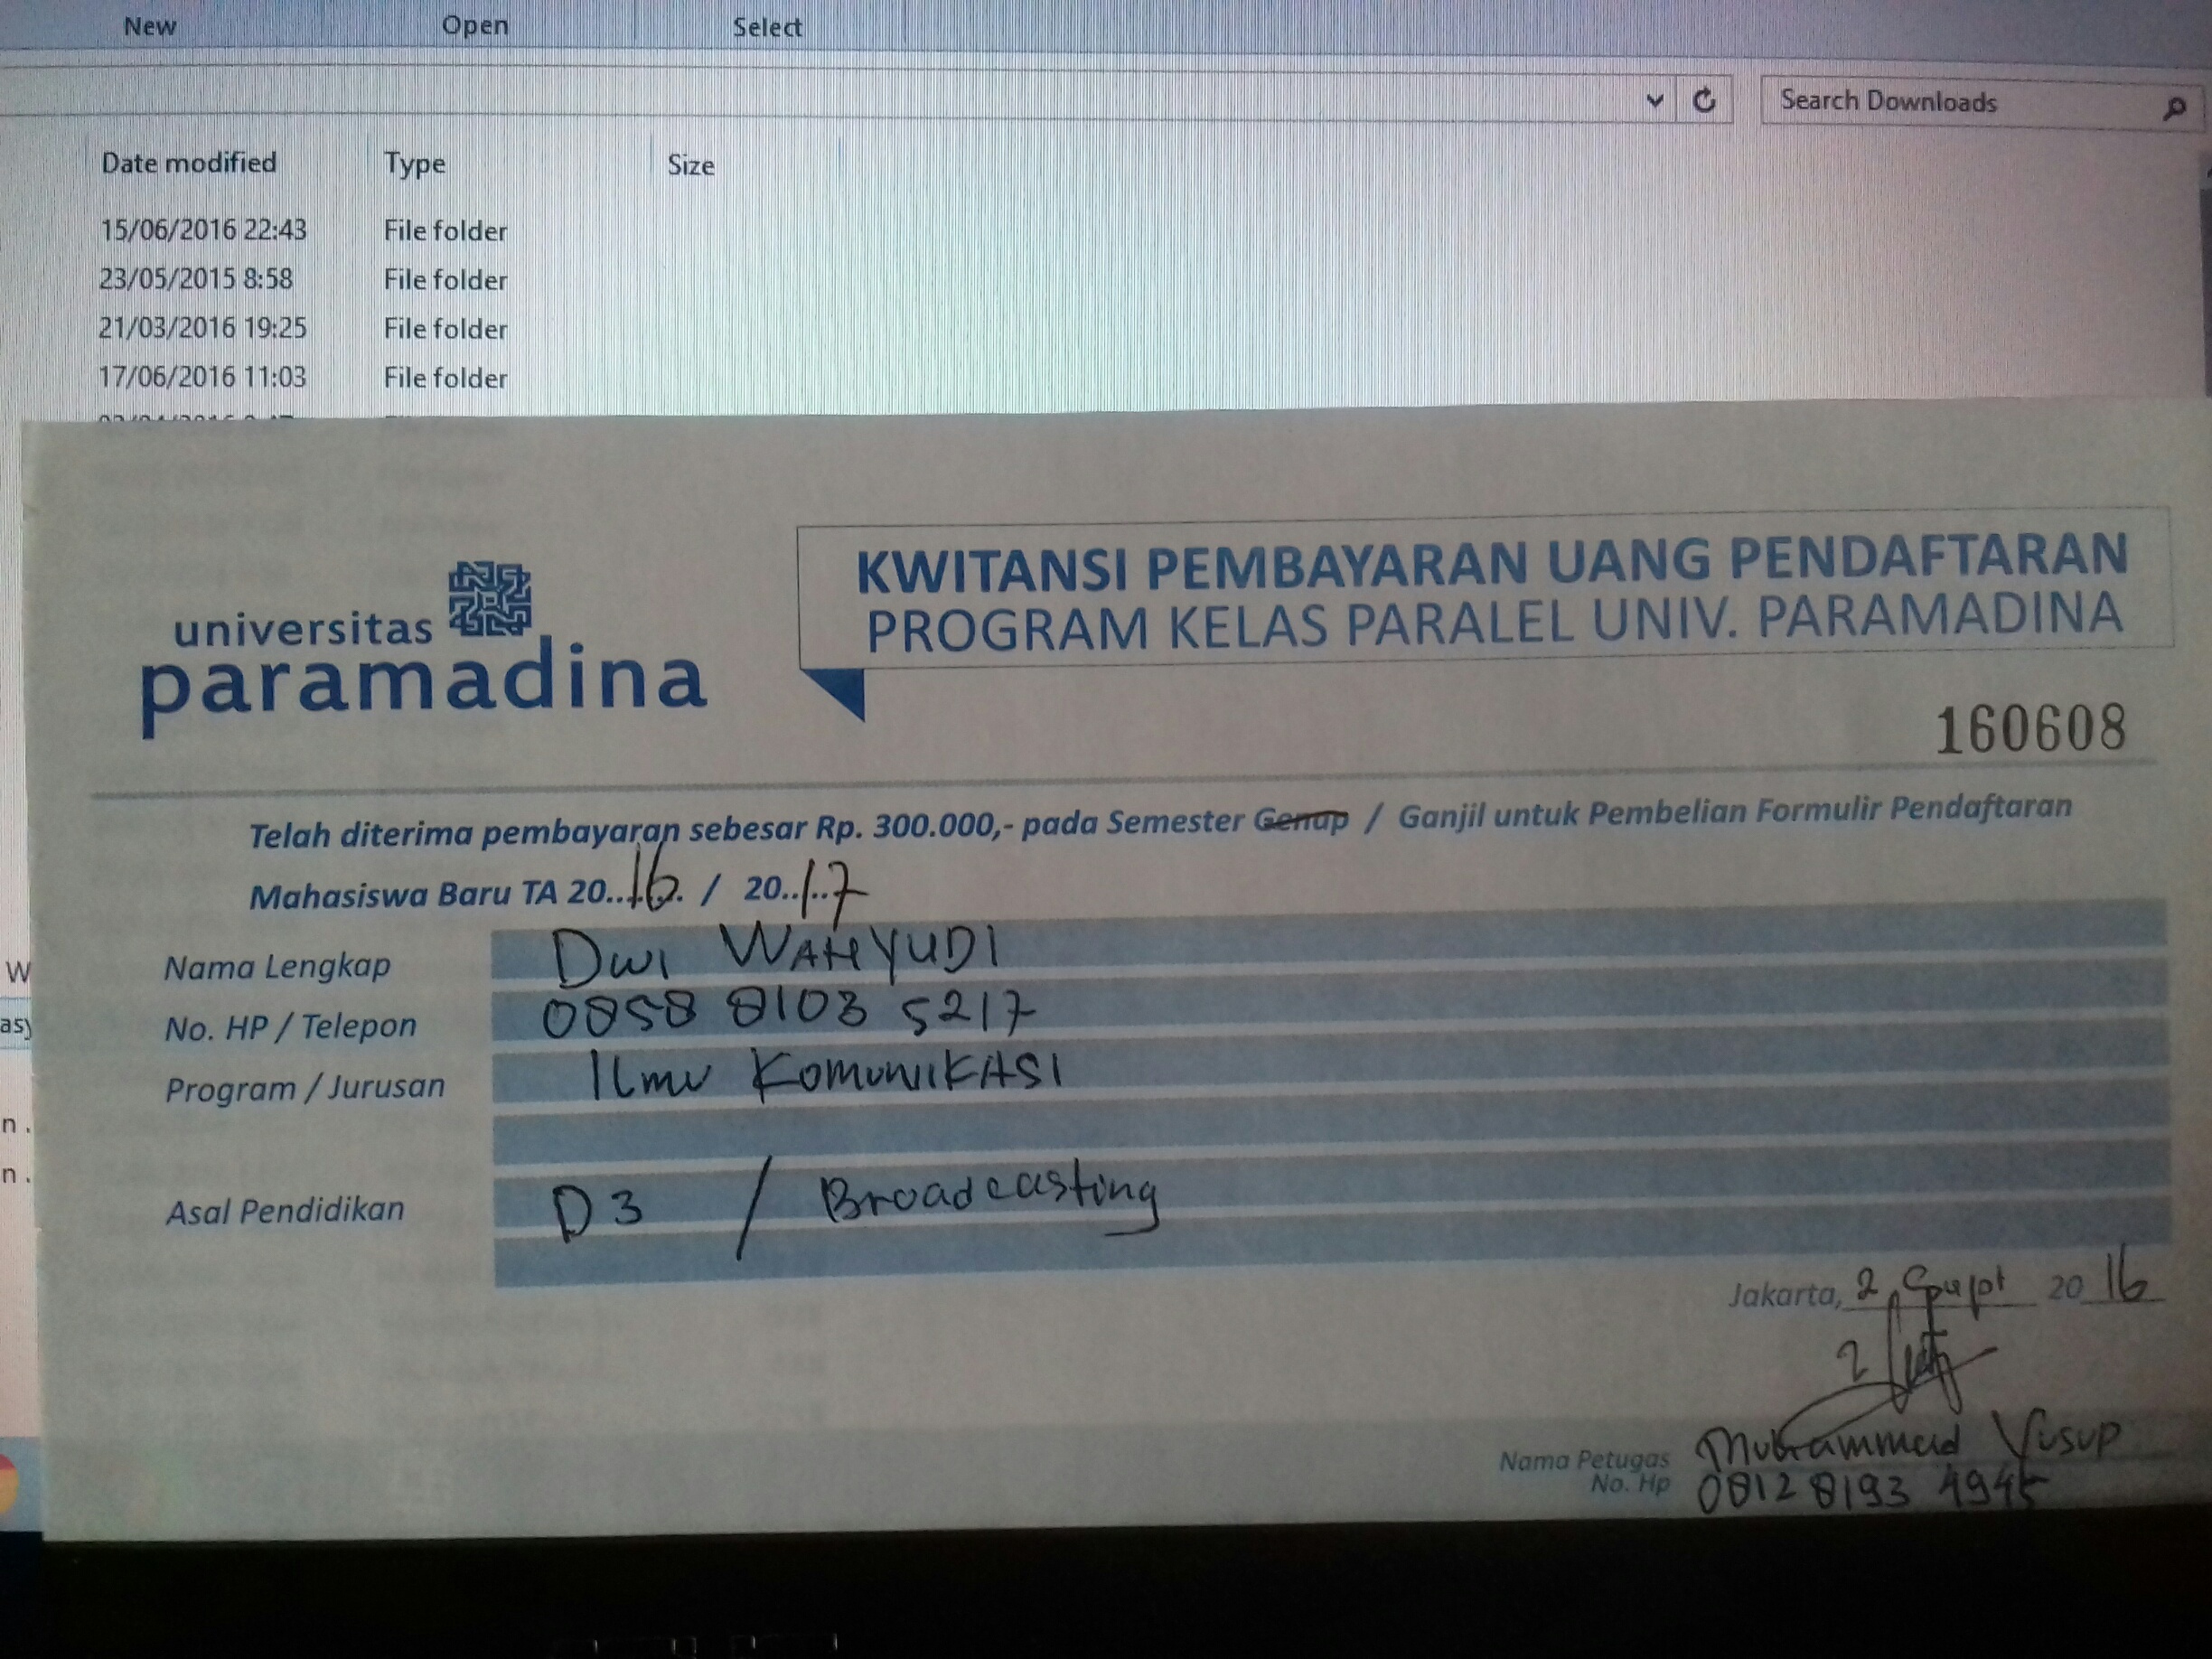 New Open Select
Search Downloads
Date modified Type Size
15/06/2016 22:43 File folder
23/05/2015 8:58 File folder
21/03/2016 19:25 File folder
17/06/2016 11:03 File folder
universitas
paramadina
KWITANSI PEMBAYARAN UANG PENDAFTARAN
PROGRAM KELAS PARALEL UNIV. PARAMADINA
160608
Telah diterima pembayaran sebesar Rp. 300.000,- pada Semester Genap / Ganjil untuk Pembelian Formulir Pendaftaran
Mahasiswa Baru TA 20..16.. / 20..17
Nama Lengkap DWI WAHYUDI
No. HP / Telepon 0858 8103 5217
Program / Jurusan Ilmu KomuniKASI
Asal Pendidikan D3 / Broadcasting
Jakarta, 2 2016
Nama Petugas Muhammad Yusup
No. Hp 0812 8193 4945